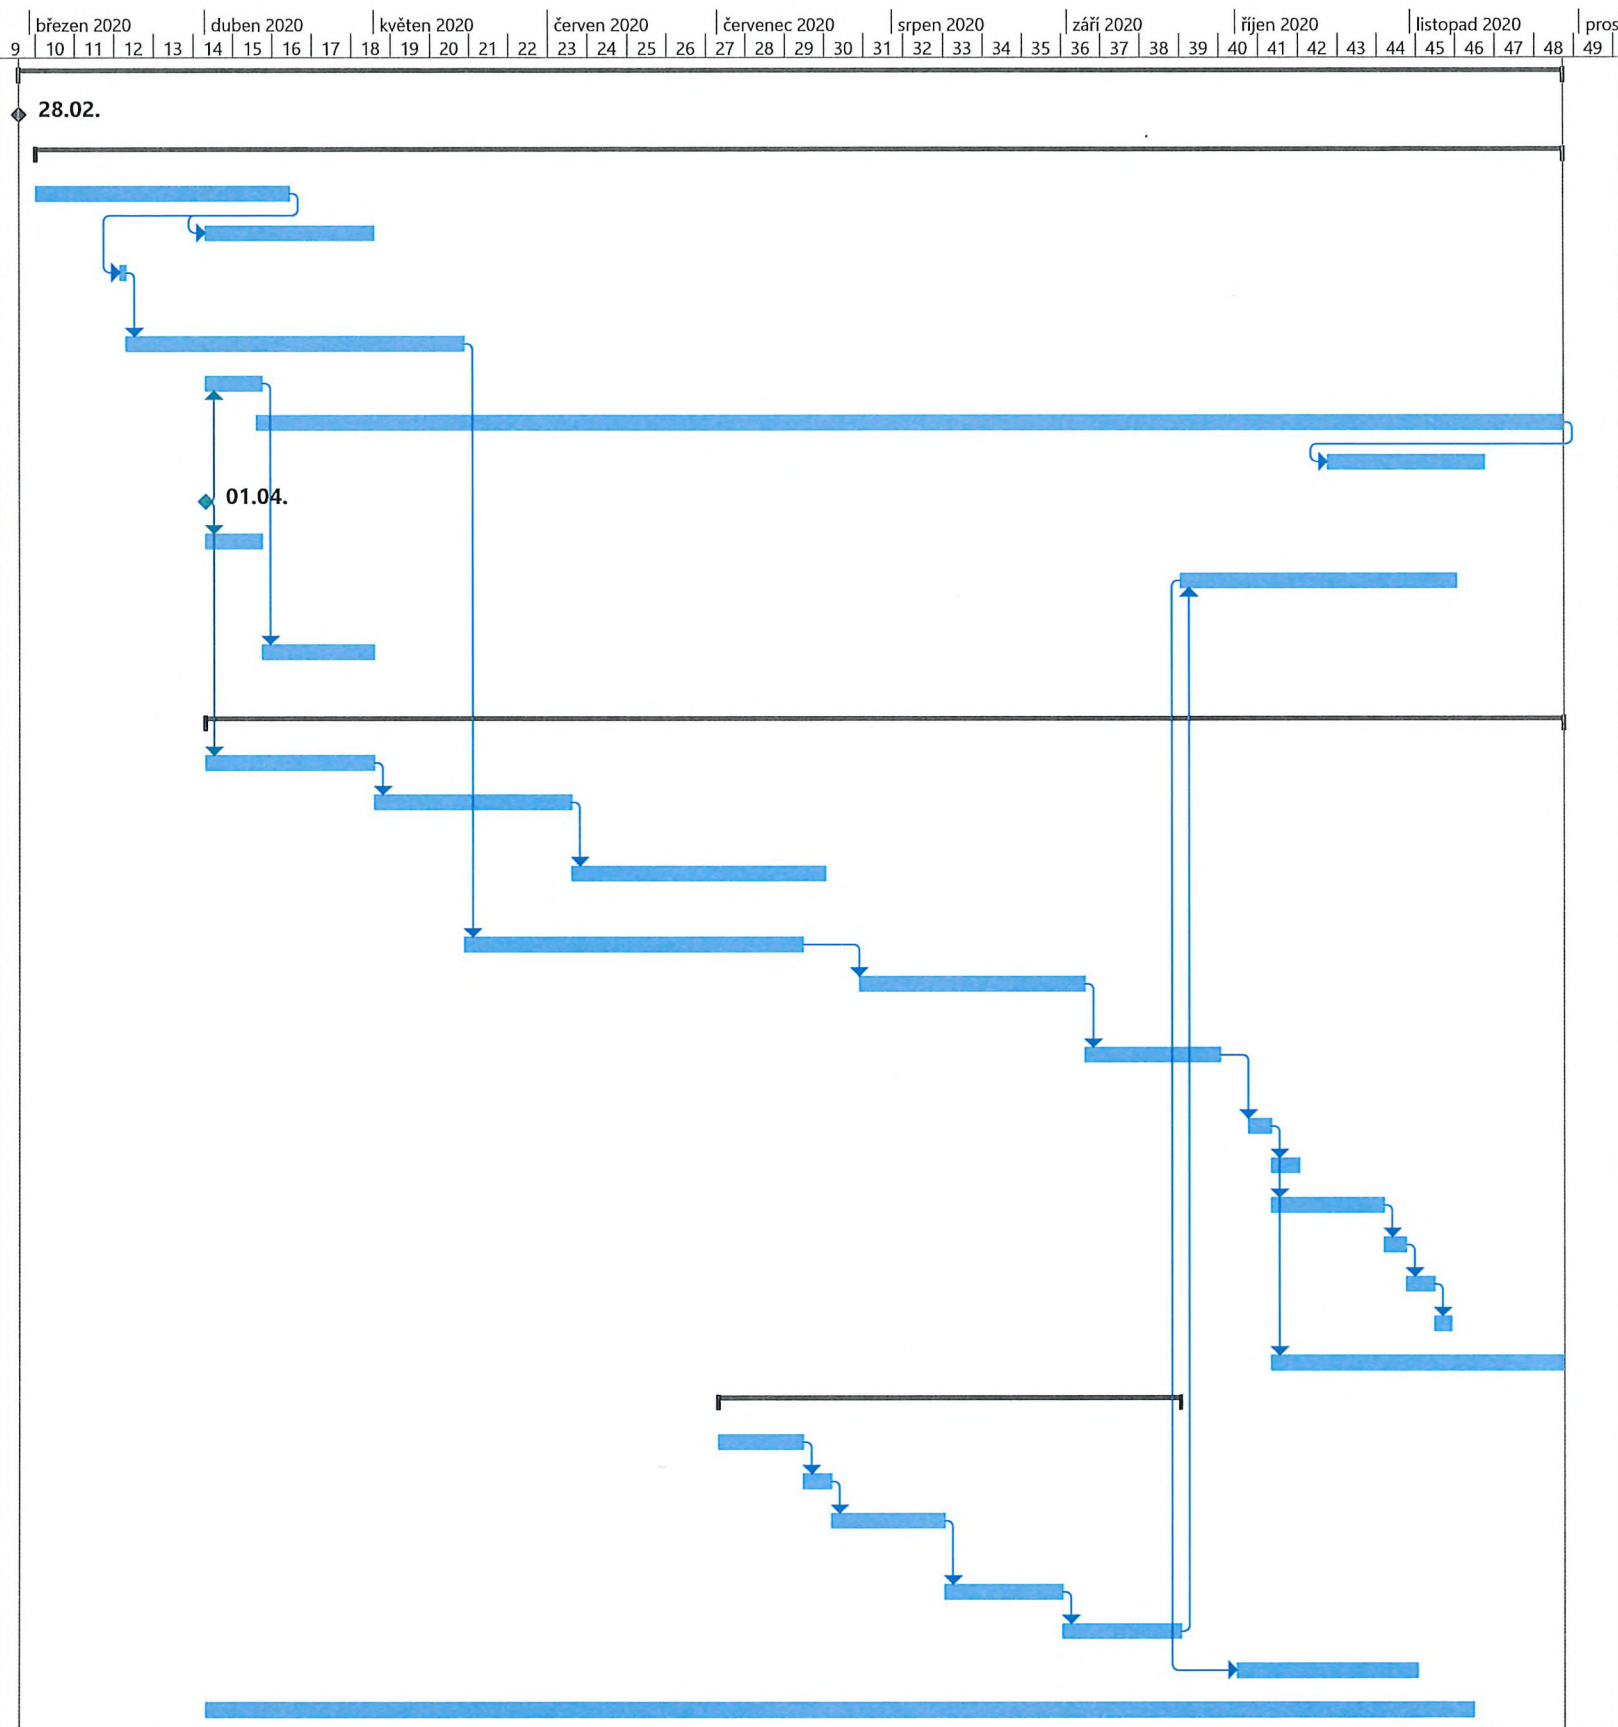 březen 2020 duben 2020 květen 2020 červen 2020 červenec 2020 srpen 2020 září 2020 říjen 2020 listopad 2020 pros
9 10 11 12 13 14 15 16 17 18 19 20 21 22 23 24 25 26 27 28 29 30 31 32 33 34 35 36 37 38 39 40 41 42 43 44 45 46 47 48 49
28.02.
01.04.